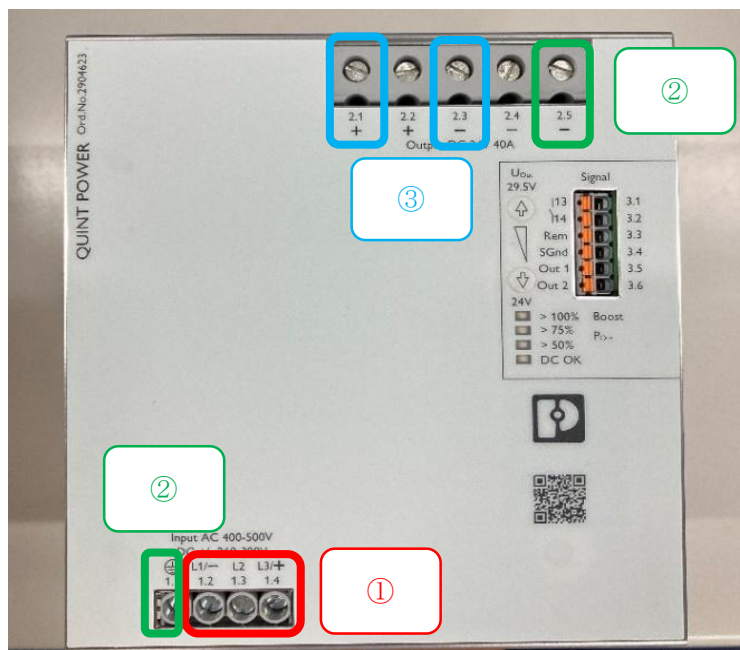 QUINT POWER Ord.No.2904623
2.1 2.2 2.3 2.4 2.5
+ + − − −
②
Output DC 40A
③
U
29.5V
Signal
13 3.1
14 3.2
Rem 3.3
SGnd 3.4
Out 1 3.5
Out 2 3.6
24V
> 100% Boost
> 75%
> 50%
DC OK
②
Input AC 400-500V
L1/− L2 L3/+
1.2 1.3 1.4
①